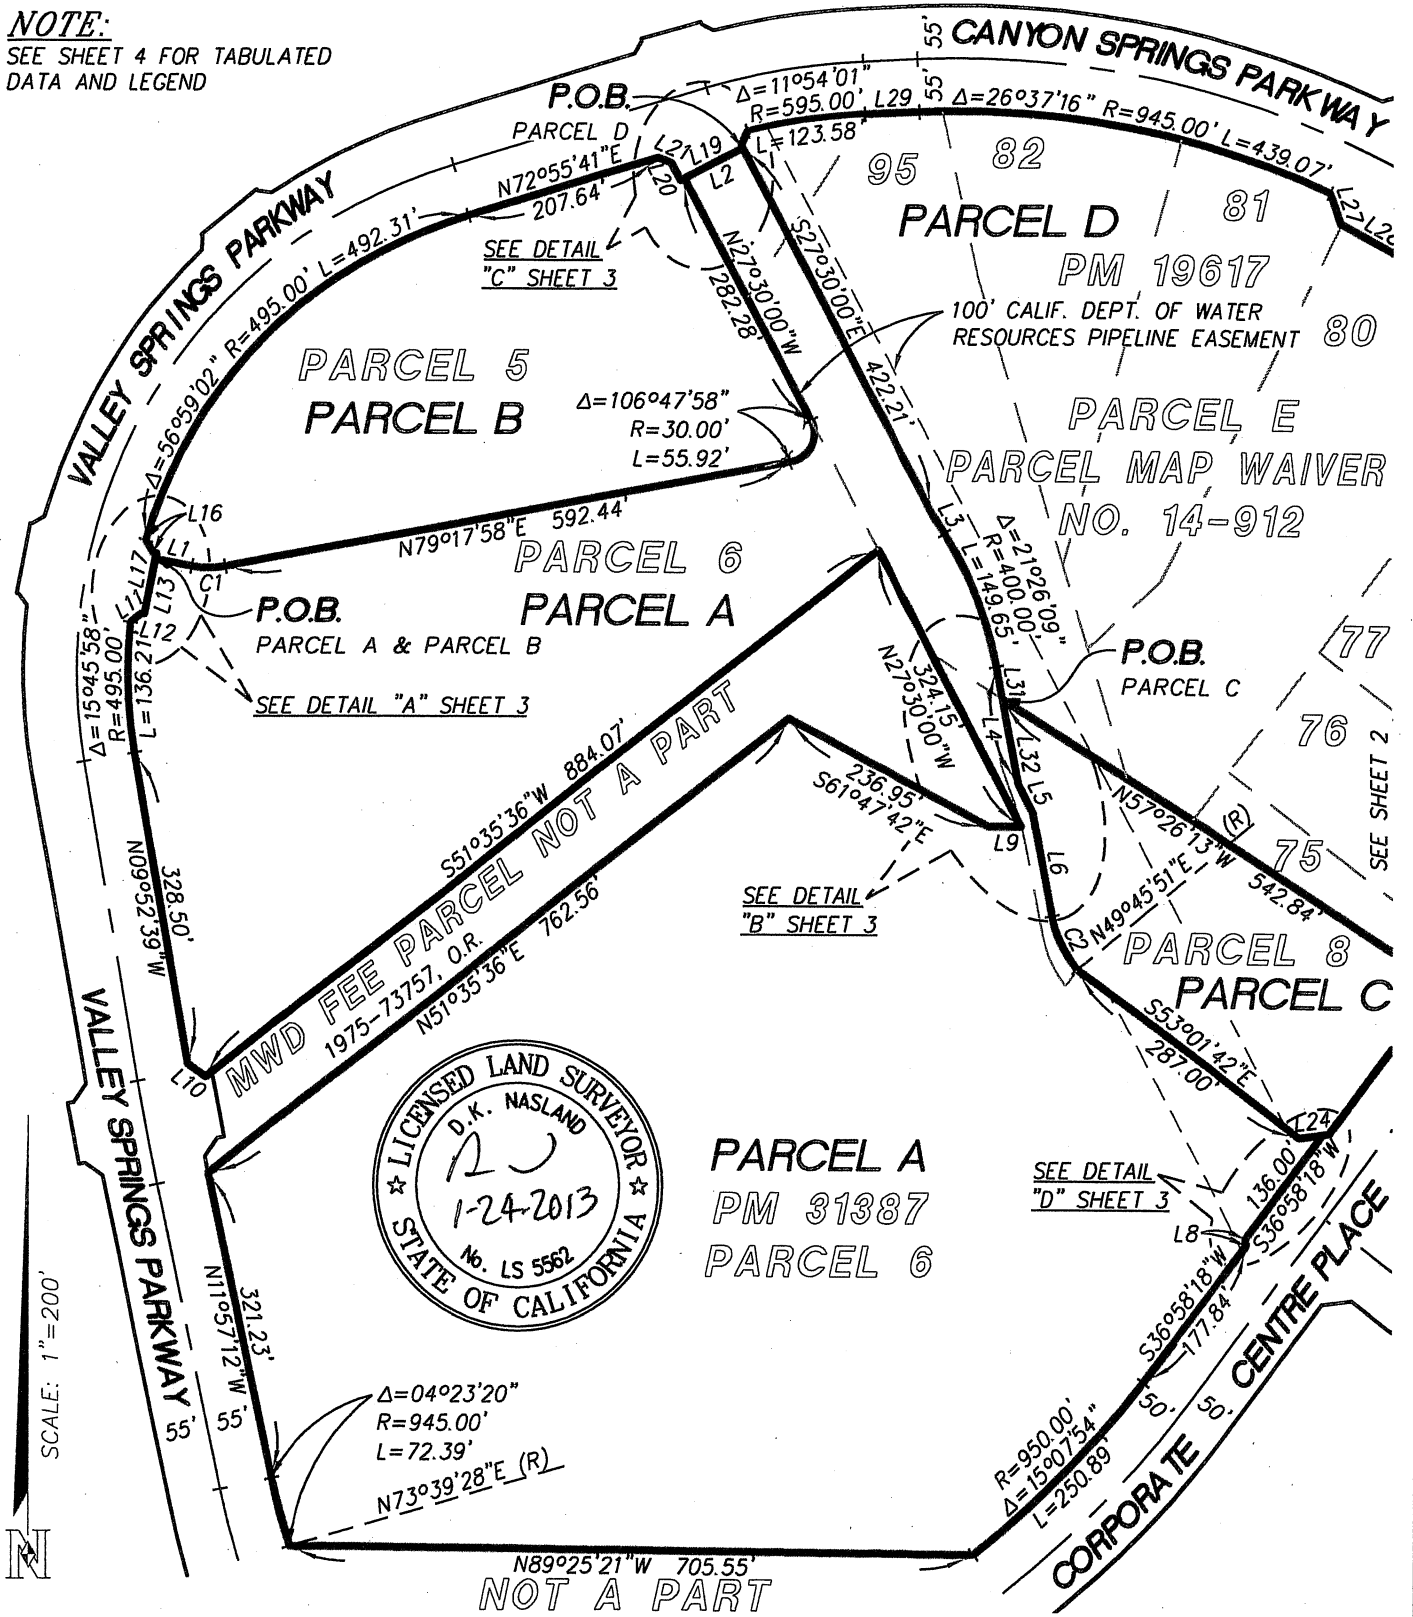 NOTE:
SEE SHEET 4 FOR TABULATED
DATA AND LEGEND
CANYON SPRINGS PARKWAY
55'
55'
Δ=11°54'01"
R=595.00'
L=123.58'
L29
Δ=26°37'16" R=945.00' L=439.07'
P.O.B.
PARCEL D
L27
L19
L20
L2
N72°55'41"E
207.64'
SEE DETAIL
"C" SHEET 3
95
82
81
L27
L28
PARCEL D
PM 19617
80
100' CALIF. DEPT. OF WATER
RESOURCES PIPELINE EASEMENT
VALLEY SPRINGS PARKWAY
Δ=56°59'02" R=495.00' L=492.31'
N27°30'00"W
282.28'
S27°30'00"E
422.21'
PARCEL 5
PARCEL B
Δ=106°47'58"
R=30.00'
L=55.92'
PARCEL E
PARCEL MAP WAIVER
NO. 14-912
L16
L1
L17
L13
C1
L11
L12
N79°17'58"E 592.44'
PARCEL 6
PARCEL A
P.O.B.
PARCEL A & PARCEL B
SEE DETAIL "A" SHEET 3
Δ=15°45'58"
R=495.00'
L=136.21'
L3
Δ=21°26'09"
R=400.00'
L=149.65'
P.O.B.
PARCEL C
77
76
75
SEE SHEET 2
L31
L4
L32
L5
L6
L9
C2
324.15'
N27°30'00"W
236.95'
S61°47'42"E
N57°26'13"W
542.84'
N49°45'51"E (R)
SEE DETAIL
"B" SHEET 3
PARCEL 8
PARCEL C
S51°35'36"W 884.07'
MWD FEE PARCEL NOT A PART
1975-73757, O.R.
N51°35'36"E 762.56'
N09°52'39"W
328.50'
L10
S53°01'42"E
287.00'
L24
136.00'
S36°58'18"W
SEE DETAIL
"D" SHEET 3
L8
LICENSED LAND SURVEYOR
D.K. NASLAND
1-24-2013
No. LS 5562
STATE OF CALIFORNIA
PARCEL A
PM 31387
PARCEL 6
VALLEY SPRINGS PARKWAY
55'
55'
N11°57'12"W
321.23'
Δ=04°23'20"
R=945.00'
L=72.39'
N73°39'28"E (R)
S36°58'18"W
177.84'
50'
50'
R=950.00'
Δ=15°07'54"
L=250.89'
CORPORATE CENTRE PLACE
N89°25'21"W 705.55'
NOT A PART
SCALE: 1"=200'
N